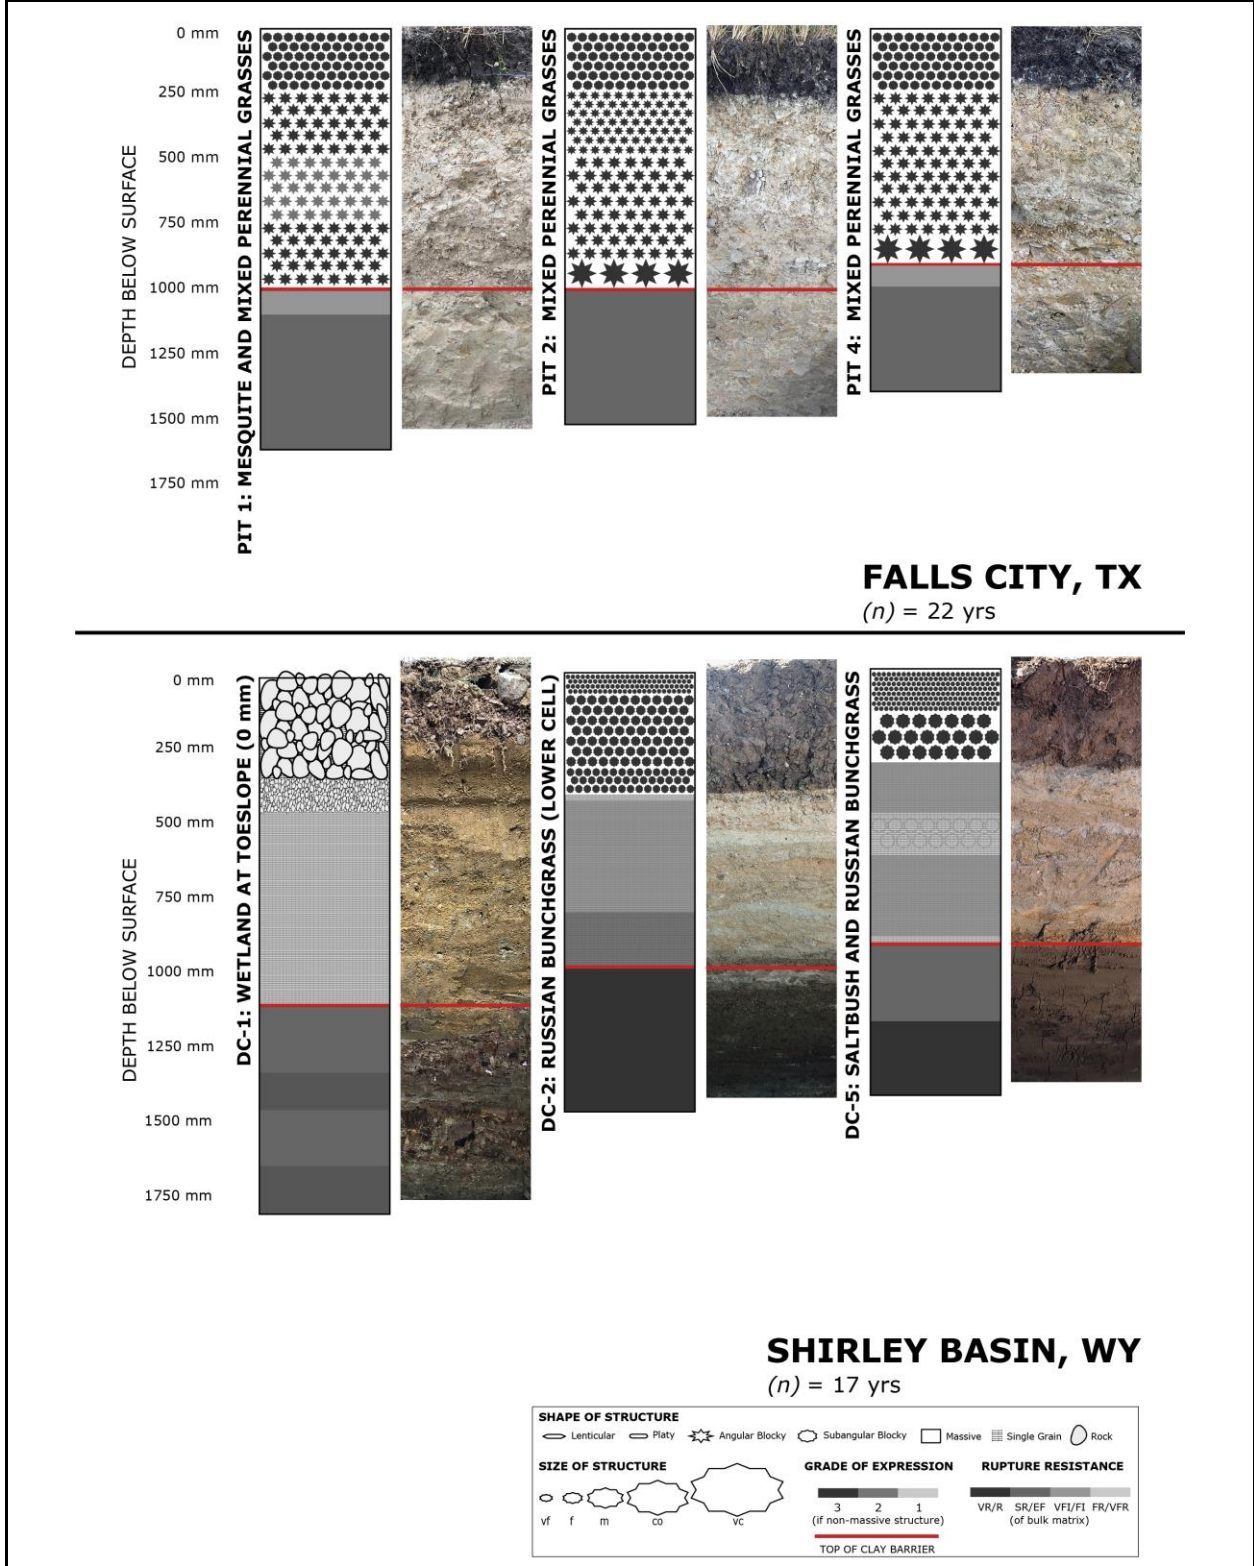 0 mm
250 mm
500 mm
750 mm
1000 mm
1250 mm
1500 mm
1750 mm
DEPTH BELOW SURFACE
PIT 1: MESQUITE AND MIXED PERENNIAL GRASSES
PIT 2: MIXED PERENNIAL GRASSES
PIT 4: MIXED PERENNIAL GRASSES
FALLS CITY, TX
(n) = 22 yrs
0 mm
250 mm
500 mm
750 mm
1000 mm
1250 mm
1500 mm
1750 mm
DEPTH BELOW SURFACE
DC-1: WETLAND AT TOESLOPE (0 mm)
DC-2: RUSSIAN BUNCHGRASS (LOWER CELL)
DC-5: SALTBUSH AND RUSSIAN BUNCHGRASS
SHIRLEY BASIN, WY
(n) = 17 yrs
SHAPE OF STRUCTURE
Lenticular Platy Angular Blocky Subangular Blocky Massive Single Grain Rock
SIZE OF STRUCTURE
vf f m co vc
GRADE OF EXPRESSION
3 2 1
(if non-massive structure)
TOP OF CLAY BARRIER
RUPTURE RESISTANCE
VR/R SR/EF VFI/FI FR/VFR
(of bulk matrix)